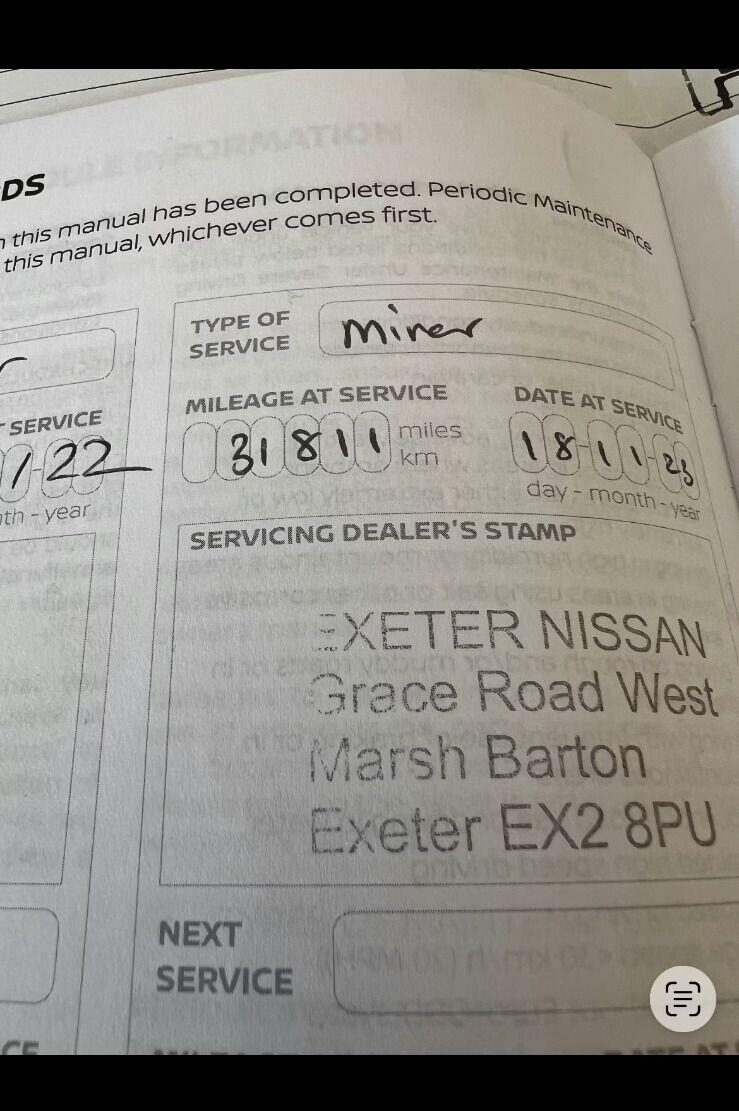 DS
this manual has been completed. Periodic Maintenance
this manual, whichever comes first.
TYPE OF
SERVICE
miner
MILEAGE AT SERVICE
31811
miles
km
DATE AT SERVICE
18-11-23
day - month - year
SERVICE
1-22
th - year
SERVICING DEALER'S STAMP
EXETER NISSAN
Grace Road West
Marsh Barton
Exeter EX2 8PU
NEXT
SERVICE